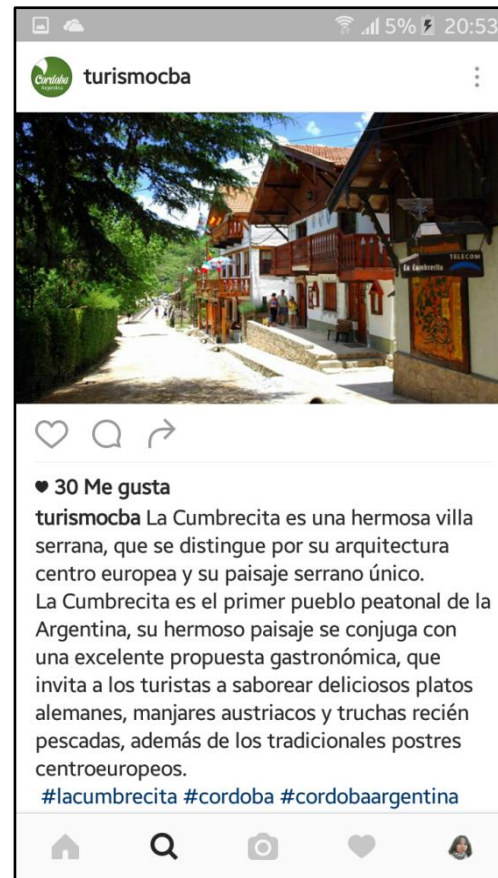 5% 20:53
Cordoba
Argentina
turismocba
TELECOM
La Cumbrecita
30 Me gusta
turismocba La Cumbrecita es una hermosa villa
serrana, que se distingue por su arquitectura
centro europea y su paisaje serrano único.
La Cumbrecita es el primer pueblo peatonal de la
Argentina, su hermoso paisaje se conjuga con
una excelente propuesta gastronómica, que
invita a los turistas a saborear deliciosos platos
alemanes, manjares austriacos y truchas recién
pescadas, además de los tradicionales postres
centroeuropeos.
#lacumbrecita #cordoba #cordobaargentina